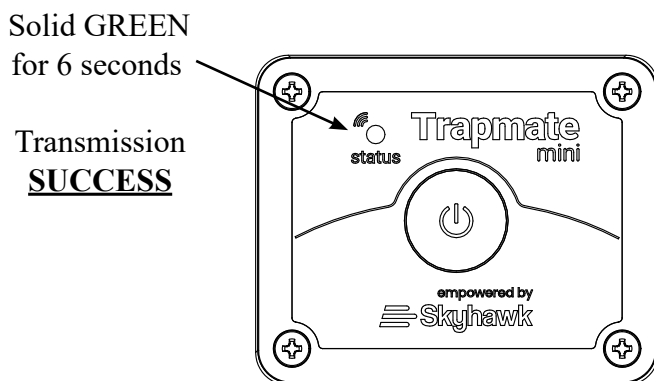 Solid GREEN
for 6 seconds
Transmission
SUCCESS
Trapmate
mini
status
empowered by
Skyhawk